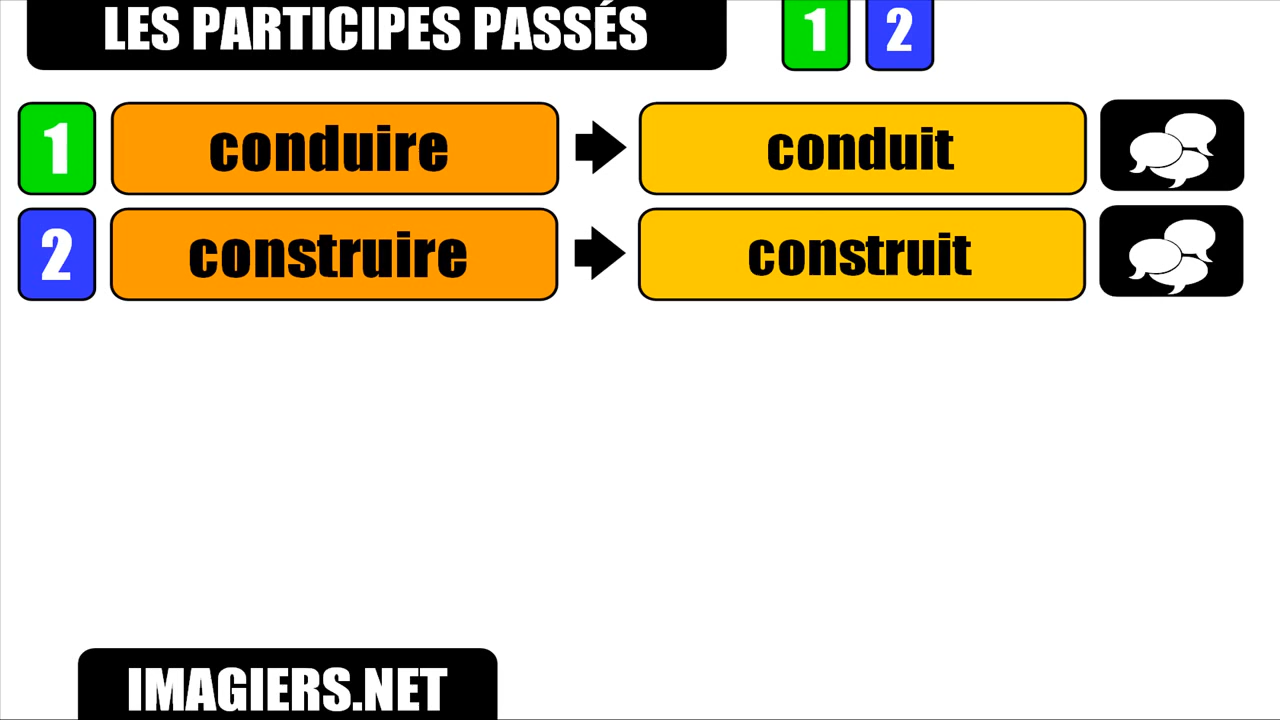 LES PARTICIPES PASSÉS 1 2
1 conduire conduit
2 construire construit
IMAGIERS.NET